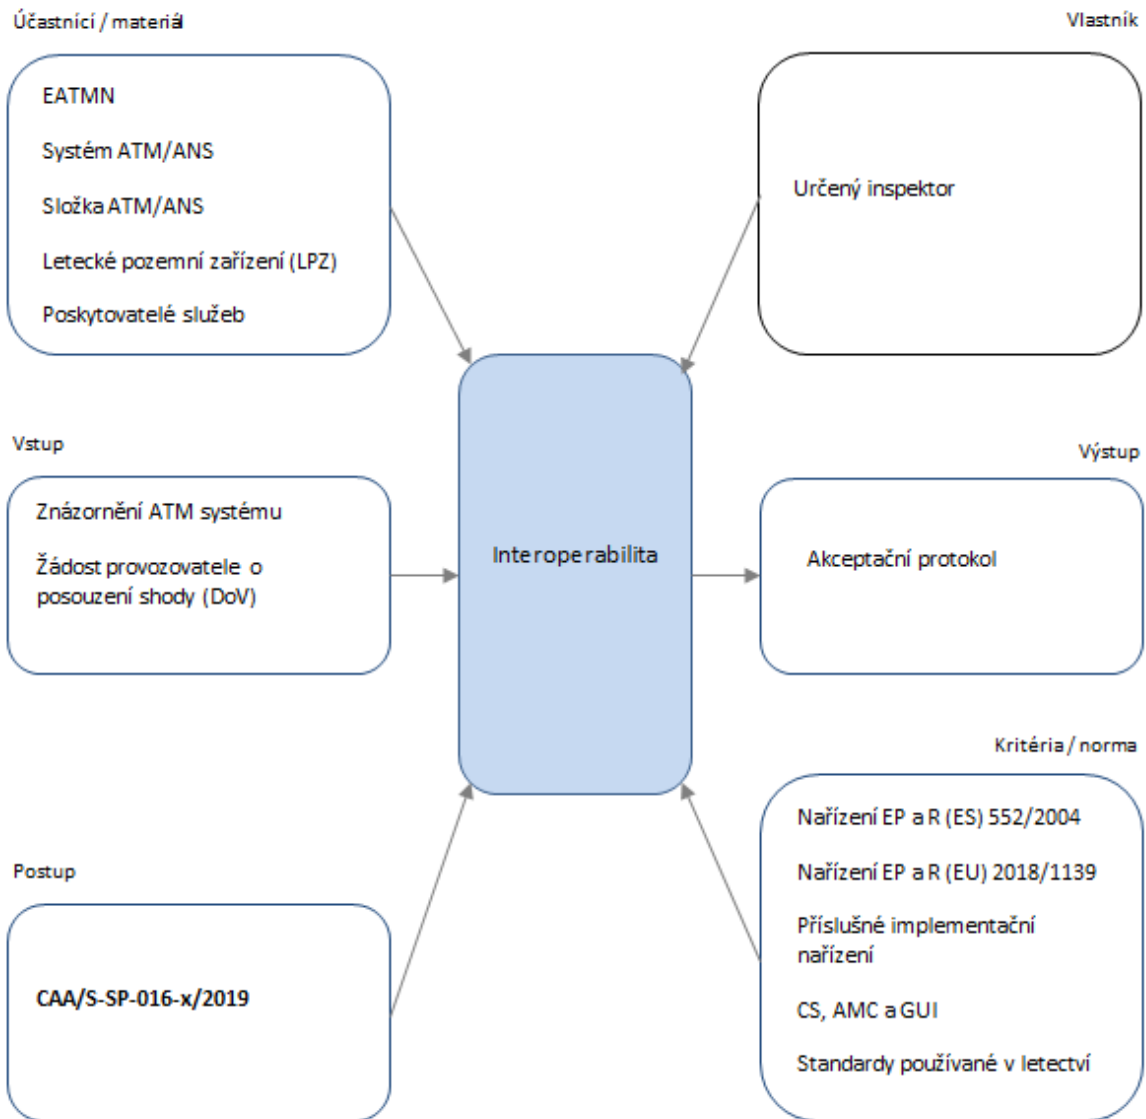 Účastnící / materiál
EATMN
Systém ATM/ANS
Složka ATM/ANS
Letecké pozemní zařízení (LPZ)
Poskytovatelé služeb
Vlastník
Určený inspektor
Vstup
Znázornění ATM systému
Žádost provozovatele o
posouzení shody (DoV)
Interoperabilita
Výstup
Akceptační protokol
Postup
CAA/S-SP-016-x/2019
Kritéria / norma
Nařízení EP a R (ES) 552/2004
Nařízení EP a R (EU) 2018/1139
Příslušné implementační
nařízení
CS, AMC a GUI
Standardy používané v letectví